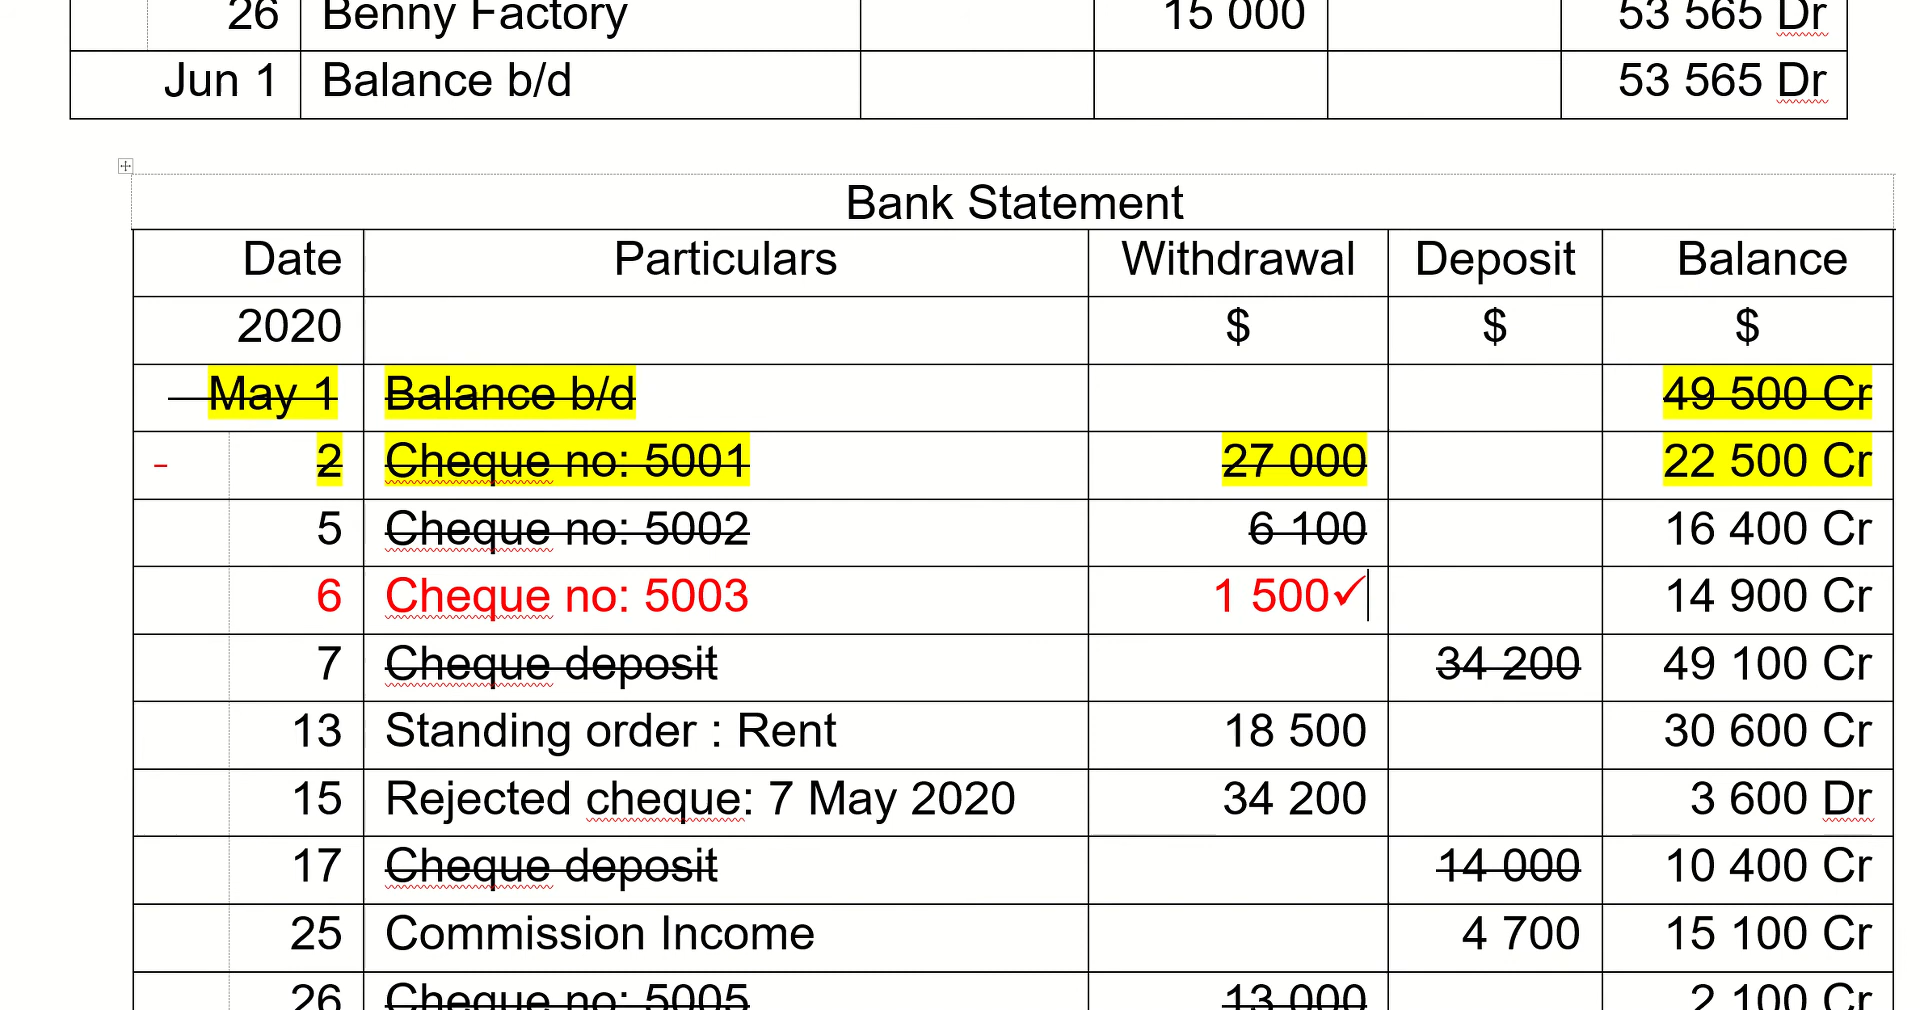 26 Benny Factory 15 000 53 565 Dr
Jun 1 Balance b/d 53 565 Dr
Bank Statement
Date Particulars Withdrawal Deposit Balance
2020 $ $ $
May 1 Balance b/d 49 500 Cr
- 2 Cheque no: 5001 27 000 22 500 Cr
5 Cheque no: 5002 6 100 16 400 Cr
6 Cheque no: 5003 1 500✓ 14 900 Cr
7 Cheque deposit 34 200 49 100 Cr
13 Standing order : Rent 18 500 30 600 Cr
15 Rejected cheque: 7 May 2020 34 200 3 600 Dr
17 Cheque deposit 14 000 10 400 Cr
25 Commission Income 4 700 15 100 Cr
26 Cheque no: 5005 13 000 2 100 Cr